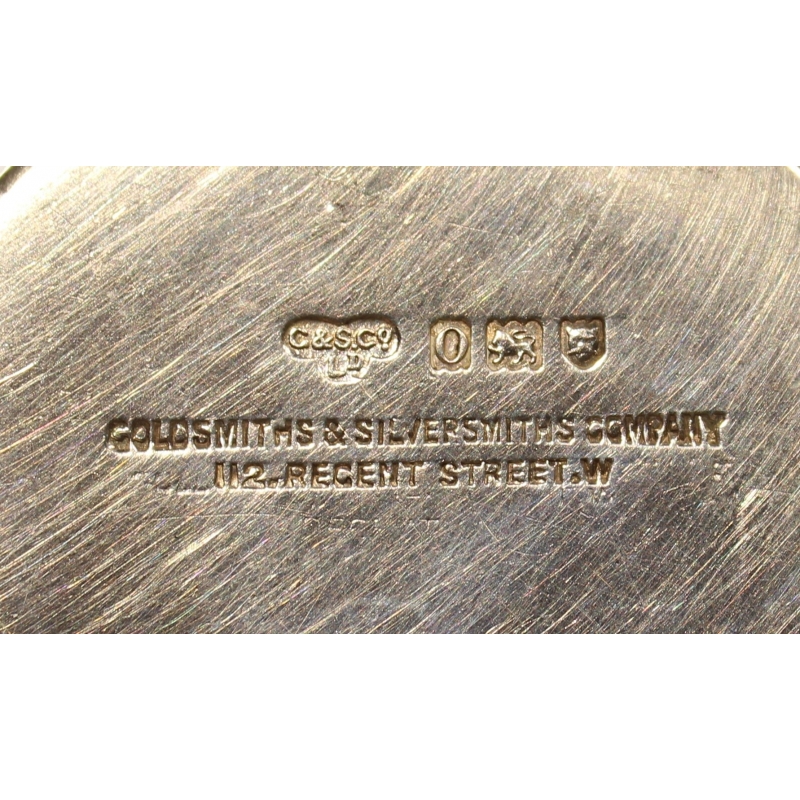 G&S.Co
LD
O
GOLDSMITHS & SILVERSMITHS COMPANY
112. REGENT STREET. W